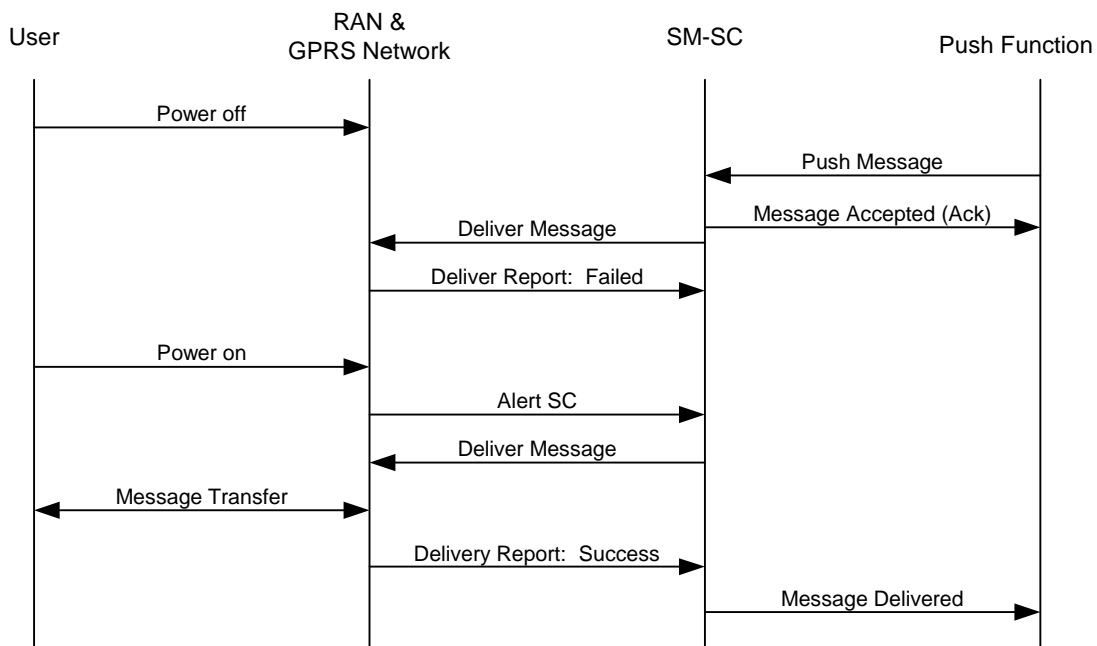 User
RAN &
GPRS Network
SM-SC
Push Function
Power off
Push Message
Message Accepted (Ack)
Deliver Message
Deliver Report: Failed
Power on
Alert SC
Deliver Message
Message Transfer
Delivery Report: Success
Message Delivered